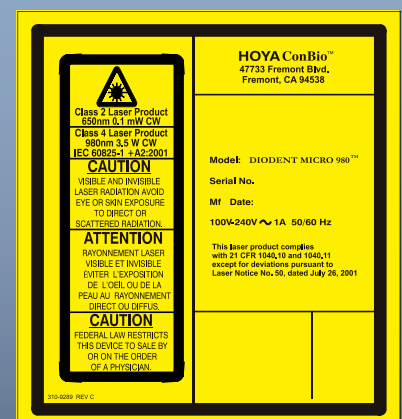 Class 2 Laser Product
650nm 0.1 mW CW
Class 4 Laser Product
980nm 3.5 W CW
IEC 60825-1 +A2:2001
CAUTION
VISIBLE AND INVISIBLE
LASER RADIATION AVOID
EYE OR SKIN EXPOSURE
TO DIRECT OR
SCATTERED RADIATION.
ATTENTION
RAYONNEMENT LASER
VISIBLE ET INVISIBLE
ÉVITER L'EXPOSITION
DE L'OEIL OU DE LA
PEAU AU RAYONNEMENT
DIRECT OU DIFFUS.
CAUTION
FEDERAL LAW RESTRICTS
THIS DEVICE TO SALE BY
OR ON THE ORDER
OF A PHYSICIAN.
310-9289 REV C
HOYA ConBio™
47733 Fremont Blvd.
Fremont, CA 94538
Model: DIODENT MICRO 980™
Serial No.
Mf Date:
100V-240V ~ 1A 50/60 Hz
This laser product complies
with 21 CFR 1040.10 and 1040.11
except for deviations pursuant to
Laser Notice No. 50, dated July 26, 2001